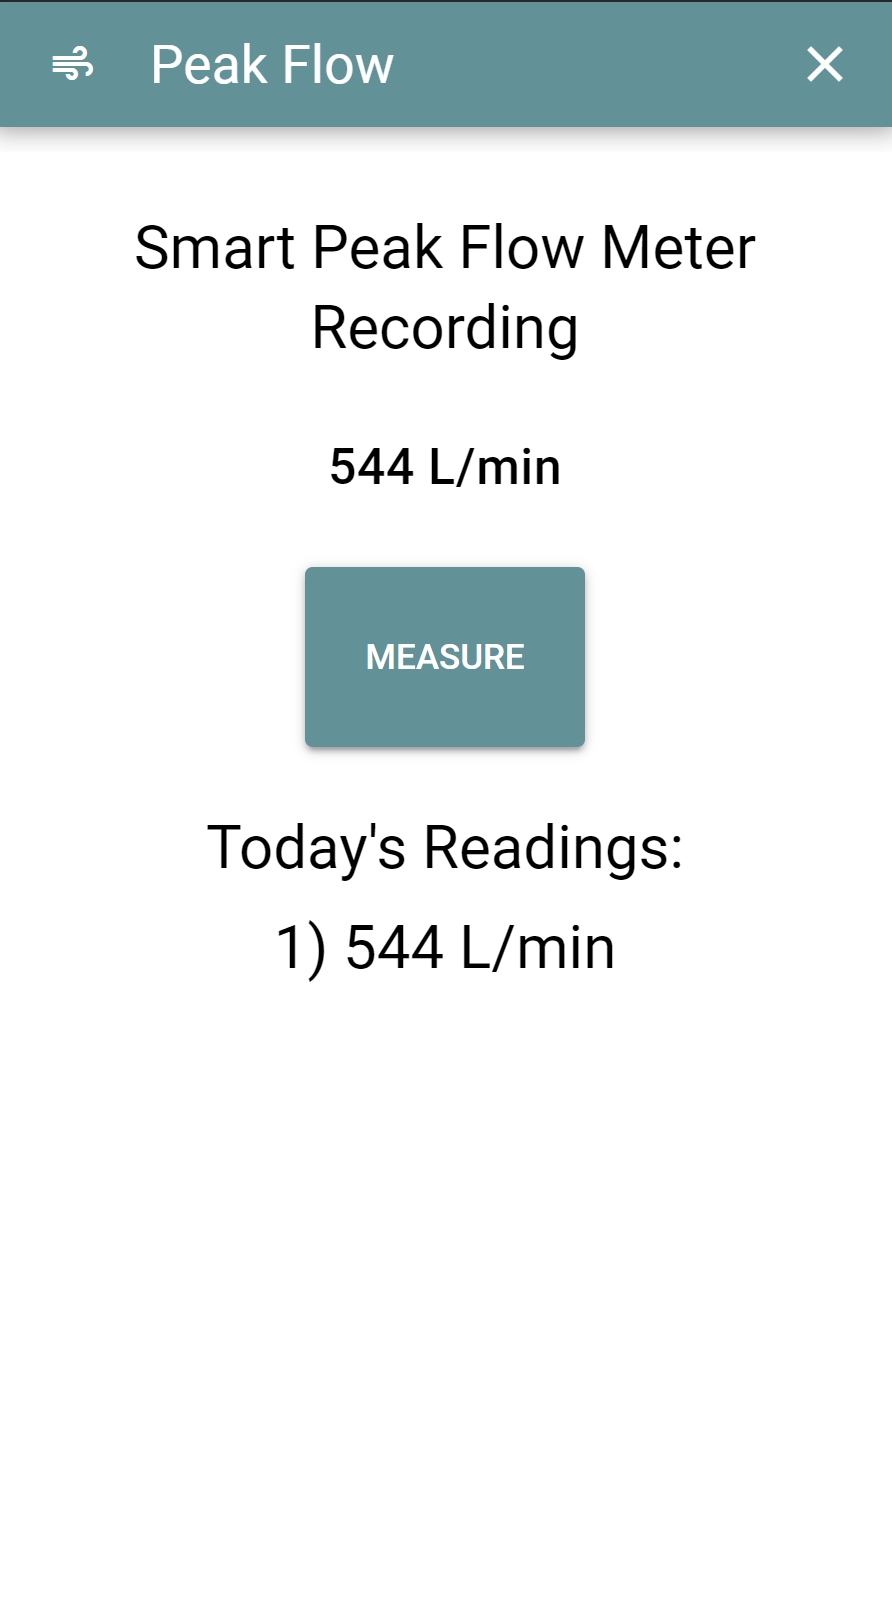 Peak Flow
Smart Peak Flow Meter
Recording
544 L/min
MEASURE
Today's Readings:
1) 544 L/min